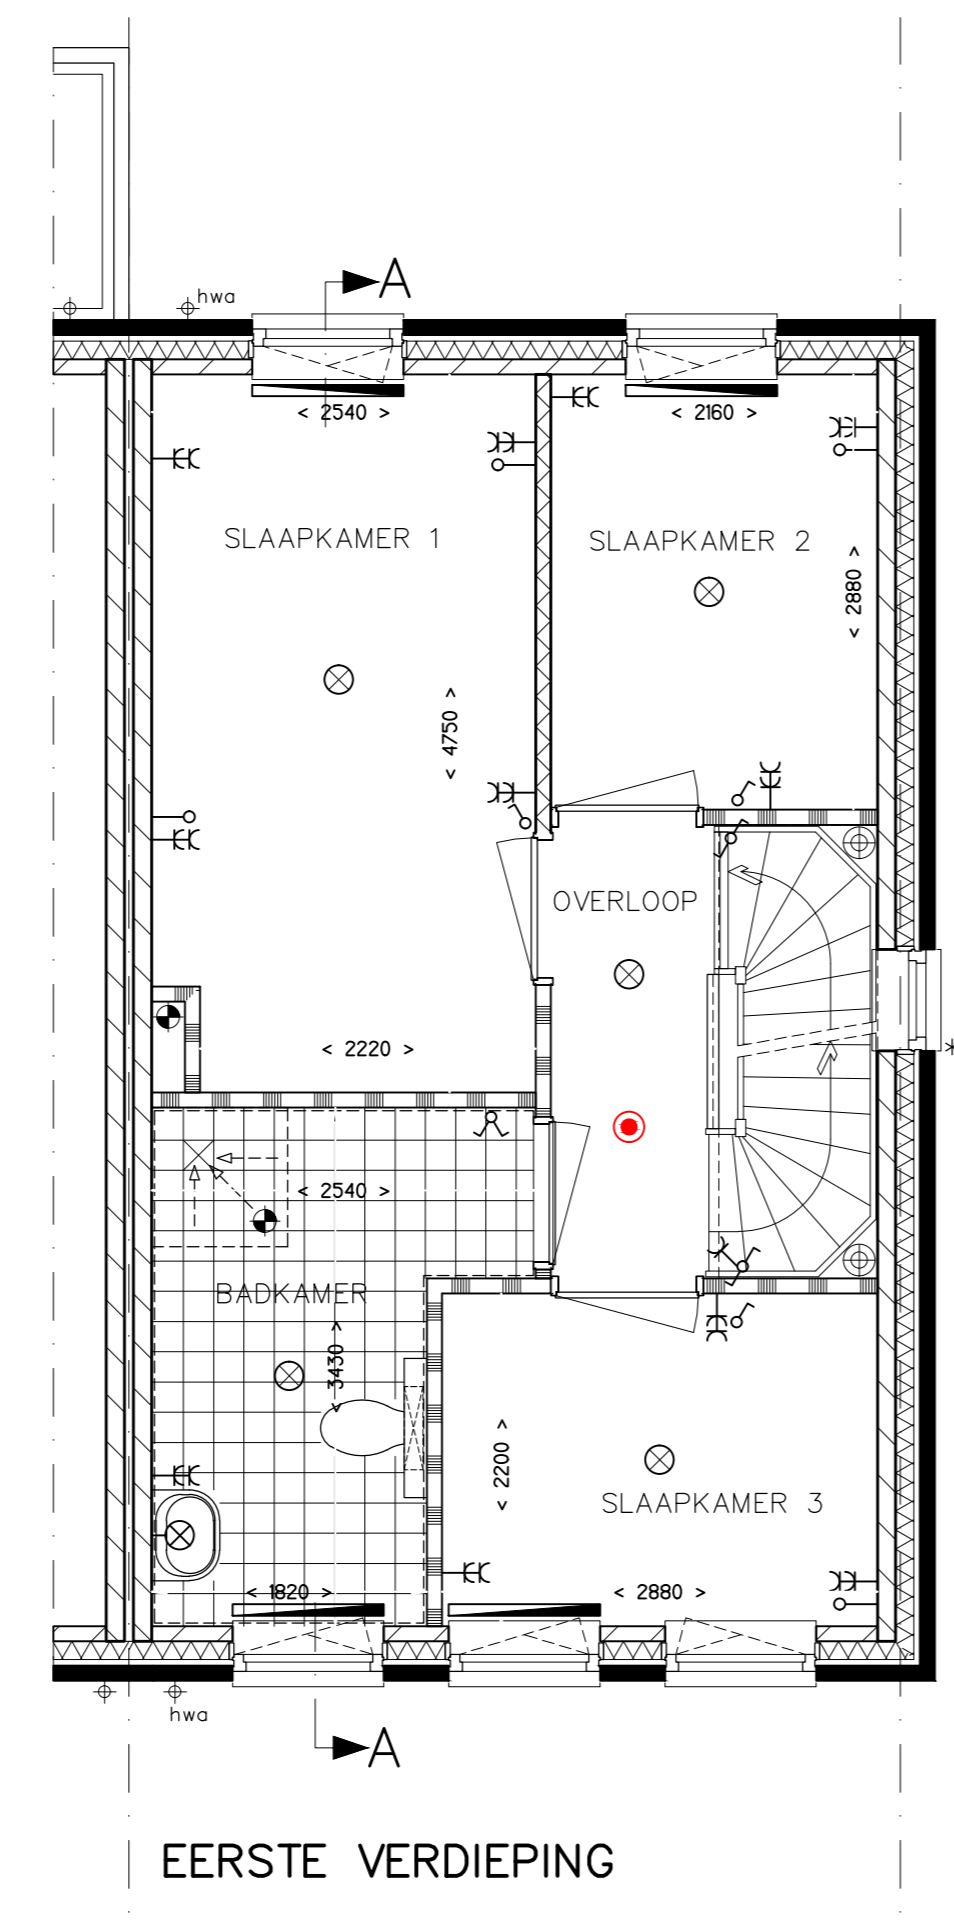 A
hwa
< 2540 >
< 2160 >
SLAAPKAMER 1
SLAAPKAMER 2
< 2880 >
< 4750 >
OVERLOOP
< 2220 >
< 2540 >
BADKAMER
< 3430 >
< 2200 >
SLAAPKAMER 3
< 1820 >
< 2880 >
hwa
A
EERSTE VERDIEPING